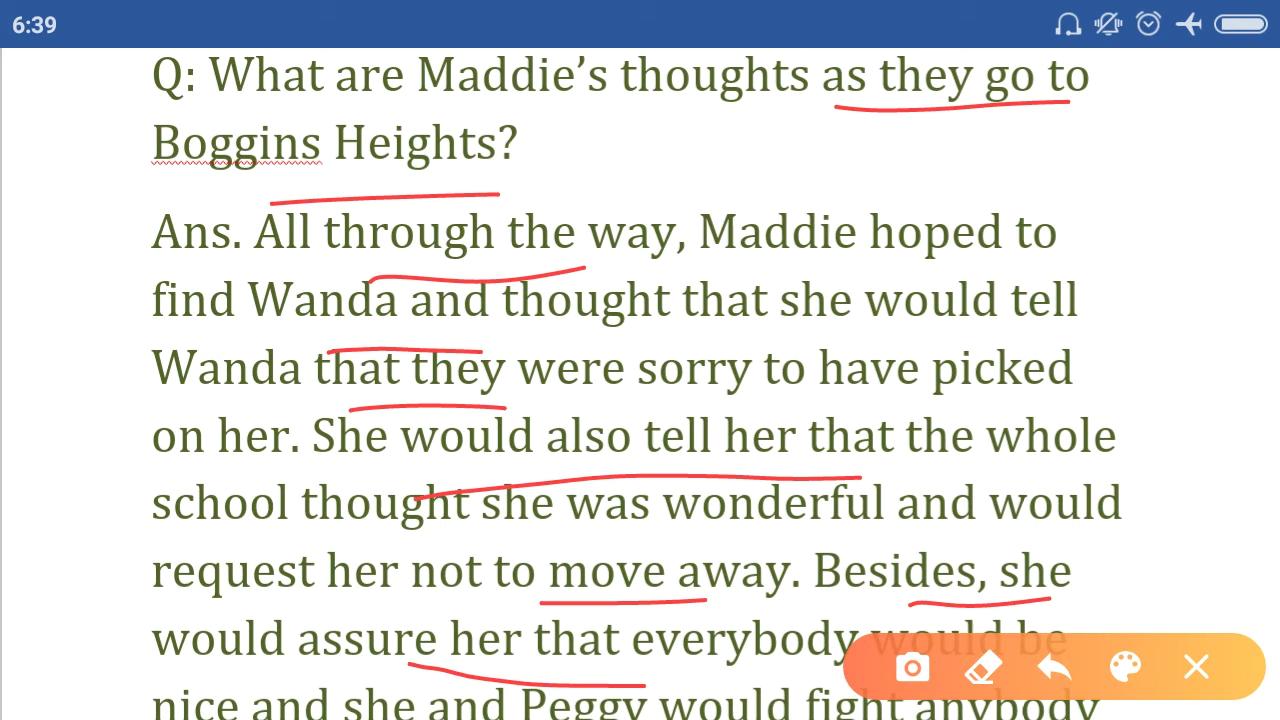 6:39
Q: What are Maddie’s thoughts as they go to
Boggins Heights?
Ans. All through the way, Maddie hoped to
find Wanda and thought that she would tell
Wanda that they were sorry to have picked
on her. She would also tell her that the whole
school thought she was wonderful and would
request her not to move away. Besides, she
would assure her that everybody would be
nice and she and Peggy would fight anybody